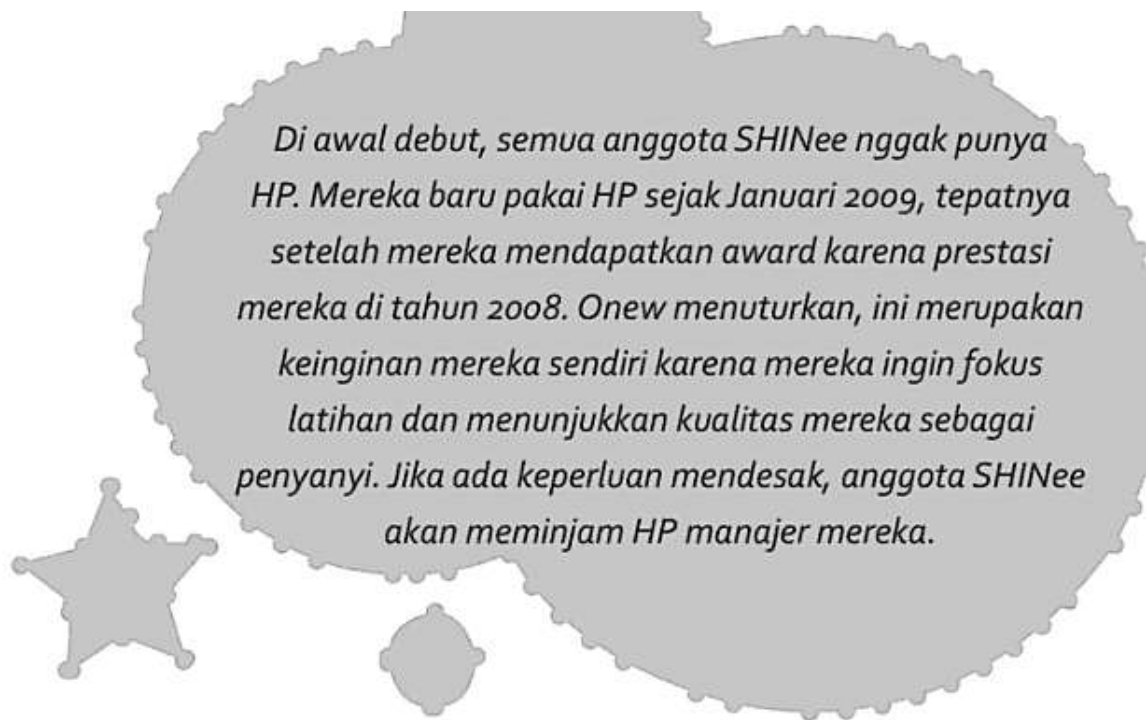 Di awal debut, semua anggota SHINee nggak punya
HP. Mereka baru pakai HP sejak Januari 2009, tepatnya
setelah mereka mendapatkan award karena prestasi
mereka di tahun 2008. Onew menuturkan, ini merupakan
keinginan mereka sendiri karena mereka ingin fokus
latihan dan menunjukkan kualitas mereka sebagai
penyanyi. Jika ada keperluan mendesak, anggota SHINee
akan meminjam HP manajer mereka.